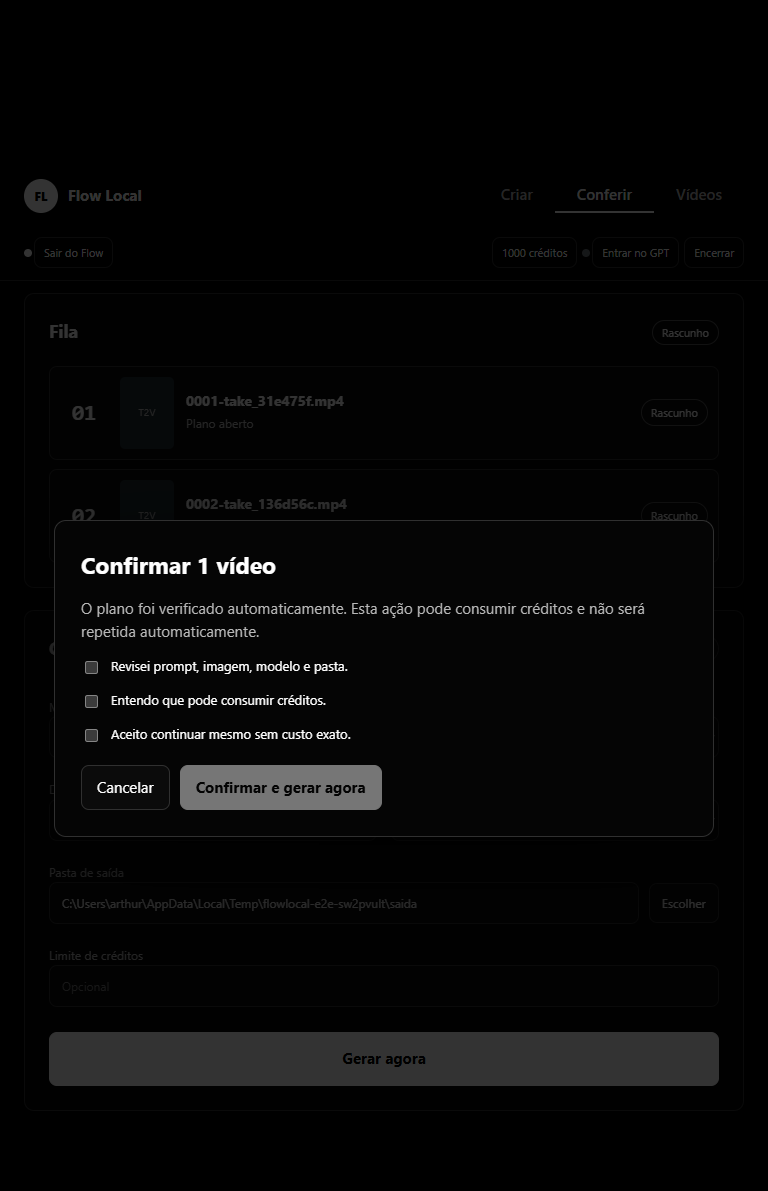 FL
Flow Local
Criar
Conferir
Vídeos
Sair do Flow
1000 créditos
Entrar no GPT
Encerrar
Fila
Rascunho
01
T2V
0001-take_31e475f.mp4
Plano aberto
Rascunho
02
T2V
0002-take_136d56c.mp4
Rascunho
Confirmar 1 vídeo
O plano foi verificado automaticamente. Esta ação pode consumir créditos e não será
repetida automaticamente.
Revisei prompt, imagem, modelo e pasta.
Entendo que pode consumir créditos.
Aceito continuar mesmo sem custo exato.
Cancelar
Confirmar e gerar agora
Pasta de saída
C:\Users\arthur\AppData\Local\Temp\flowlocal-e2e-sw2pvult\saida
Escolher
Limite de créditos
Opcional
Gerar agora